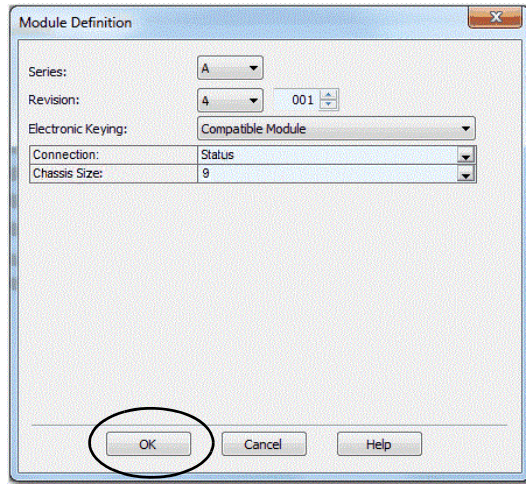 Module Definition
Series: A
Revision: 4 001
Electronic Keying: Compatible Module
Connection: Status
Chassis Size: 9
OK Cancel Help